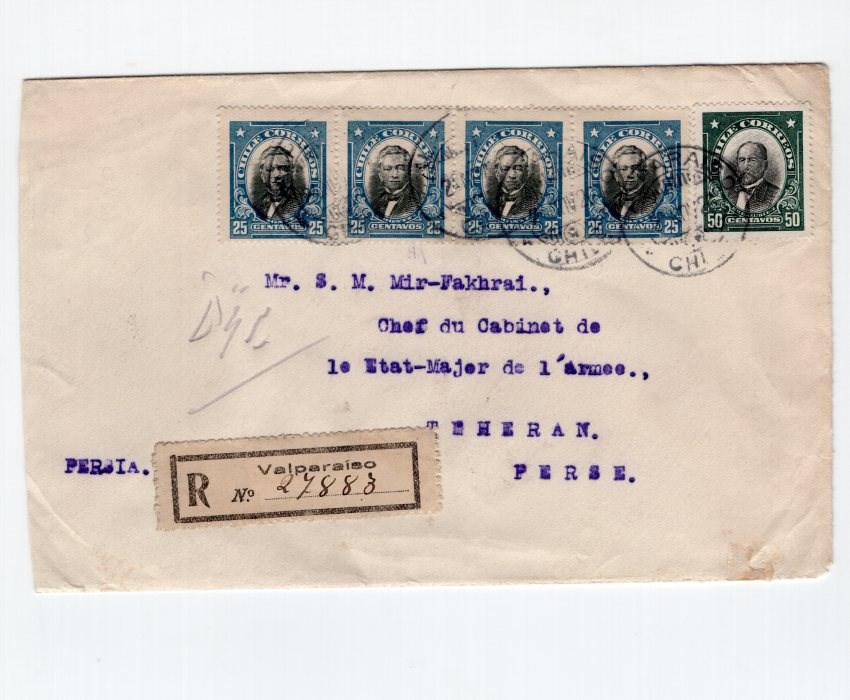 CHILE CORREOS
25 CENTAVOS 25
CHILE CORREOS
25 CENTAVOS 25
CHILE CORREOS
25 CENTAVOS 25
CHILE CORREOS
25 CENTAVOS 25
CHILE CORREOS
50 CENTAVOS 50
CHI
Mr. S. M. Mir-Fakhrai.,
Chef du Cabinet de
le Etat-Major de l'Armee.,
TEHERAN.
PERSE.
PERSIA.
Valparaíso
R No 27883